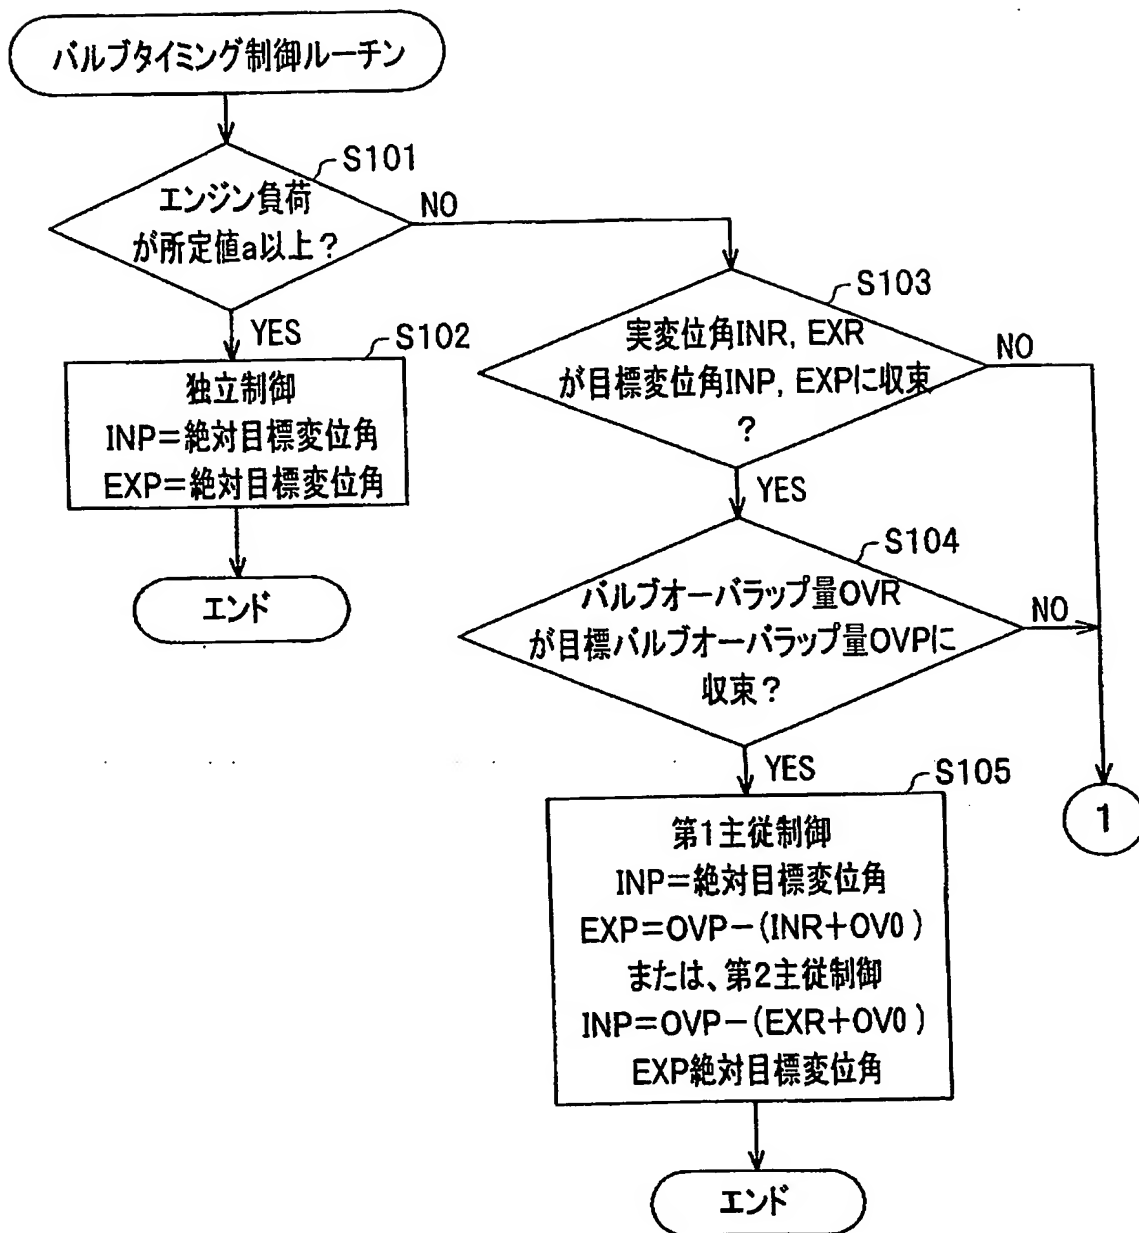 バルブタイミング制御ルーチン
S101
エンジン負荷
が所定値a以上？
NO
YES
S102
独立制御
INP＝絶対目標変位角
EXP＝絶対目標変位角
エンド
S103
実変位角INR, EXR
が目標変位角INP, EXPに収束
？
NO
YES
S104
バルブオーバラップ量OVR
が目標バルブオーバラップ量OVPに
収束？
NO
YES
1
S105
第1主従制御
INP＝絶対目標変位角
EXP＝OVP－(INR＋OV0)
または、第2主従制御
INP＝OVP－(EXR＋OV0)
EXP絶対目標変位角
エンド